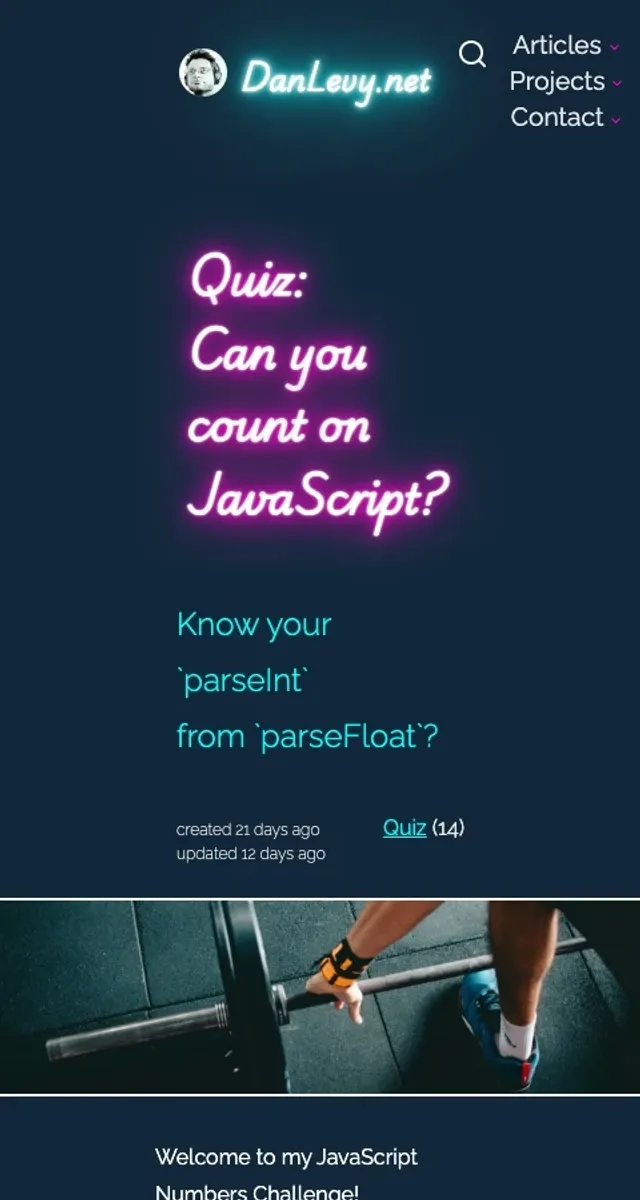 DanLevy.net
Articles
Projects
Contact
Quiz:
Can you
count on
JavaScript?
Know your
`parseInt`
from `parseFloat`?
created 21 days ago
updated 12 days ago
Quiz (14)
Welcome to my JavaScript
Numbers Challenge!